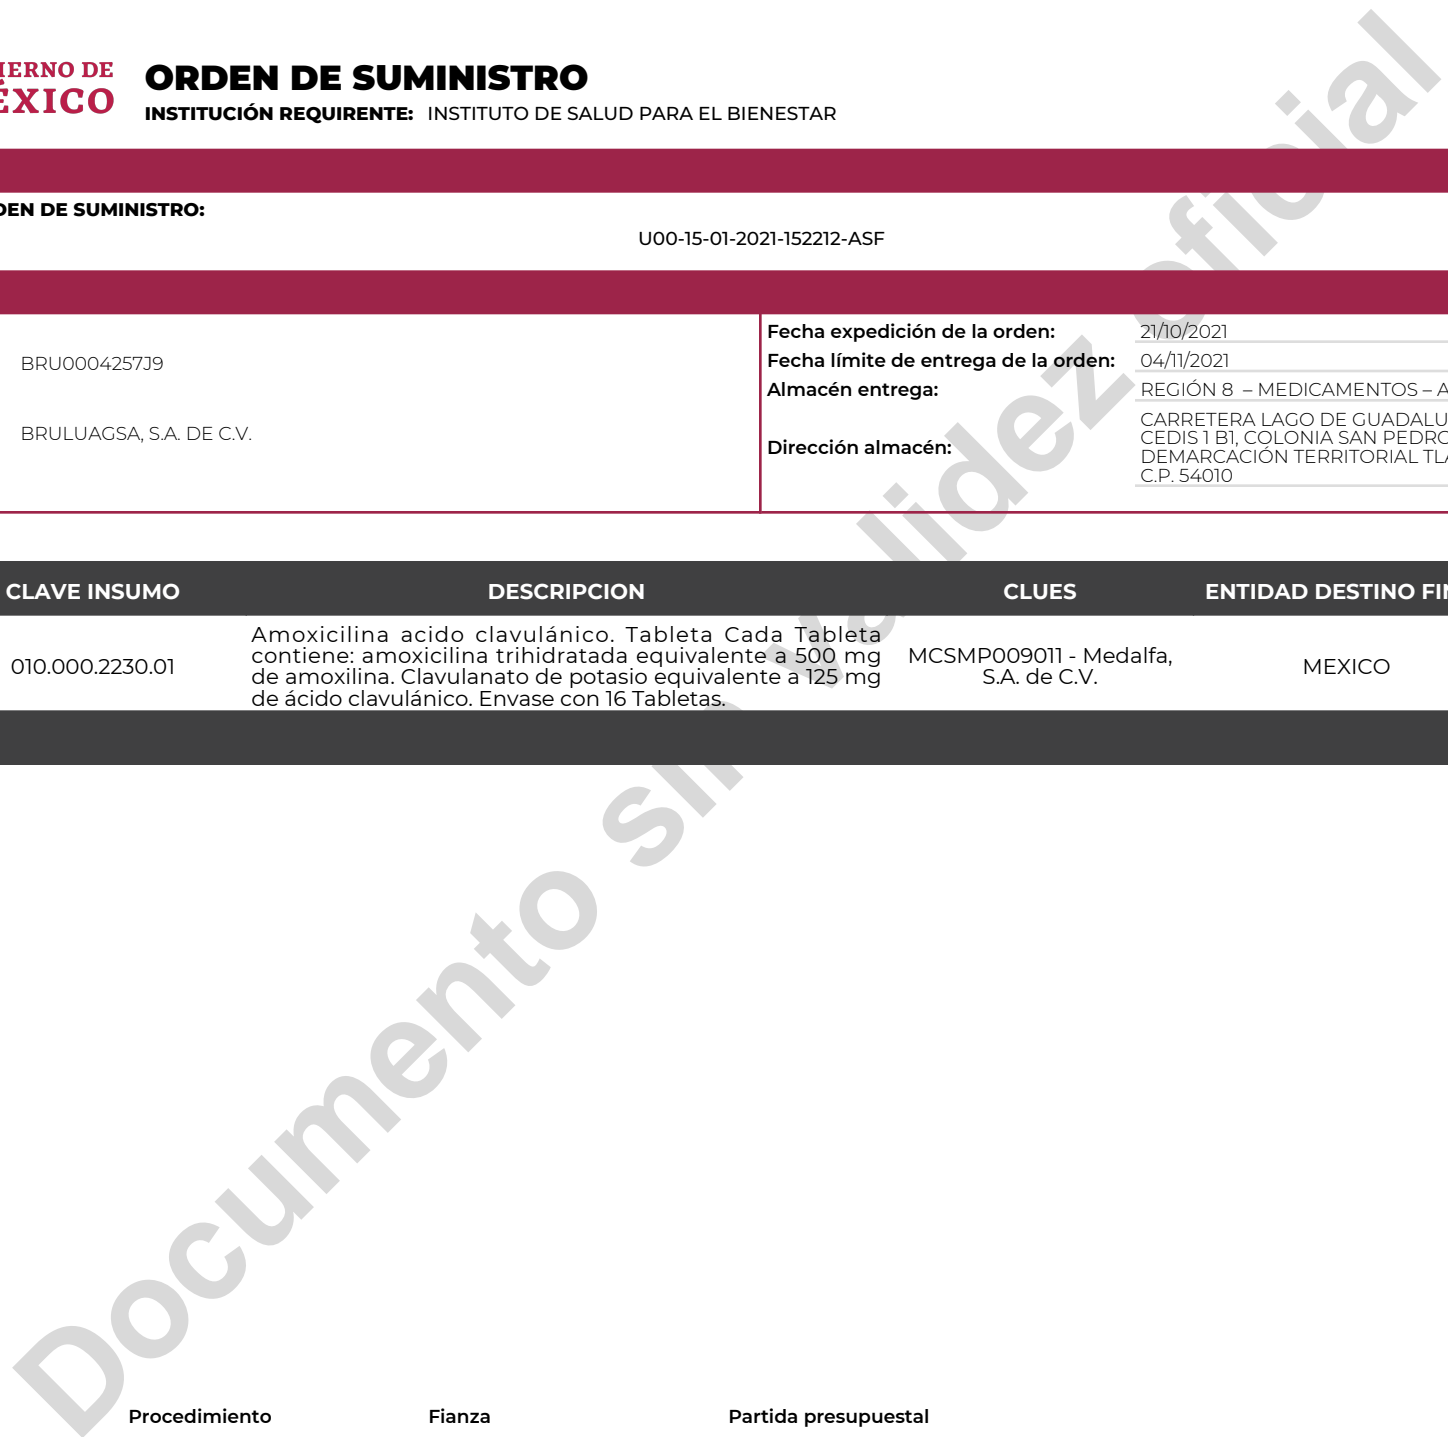 IERNO DE
ÉXICO
ORDEN DE SUMINISTRO
INSTITUCIÓN REQUIRENTE: INSTITUTO DE SALUD PARA EL BIENESTAR
DEN DE SUMINISTRO:
U00-15-01-2021-152212-ASF
BRU0004257J9
BRULUAGSA, S.A. DE C.V.
Fecha expedición de la orden: 21/10/2021
Fecha límite de entrega de la orden: 04/11/2021
Almacén entrega: REGIÓN 8 – MEDICAMENTOS – A
Dirección almacén:
CARRETERA LAGO DE GUADALU
CEDIS 1 B1, COLONIA SAN PEDRO
DEMARCACIÓN TERRITORIAL TLA
C.P. 54010
CLAVE INSUMO DESCRIPCION CLUES ENTIDAD DESTINO FIN
010.000.2230.01
Amoxicilina acido clavulánico. Tableta Cada Tableta
contiene: amoxicilina trihidratada equivalente a 500 mg
de amoxilina. Clavulanato de potasio equivalente a 125 mg
de ácido clavulánico. Envase con 16 Tabletas.
MCSMP009011 - Medalfa,
S.A. de C.V.
MEXICO
Documento sin validez oficial
Procedimiento Fianza Partida presupuestal